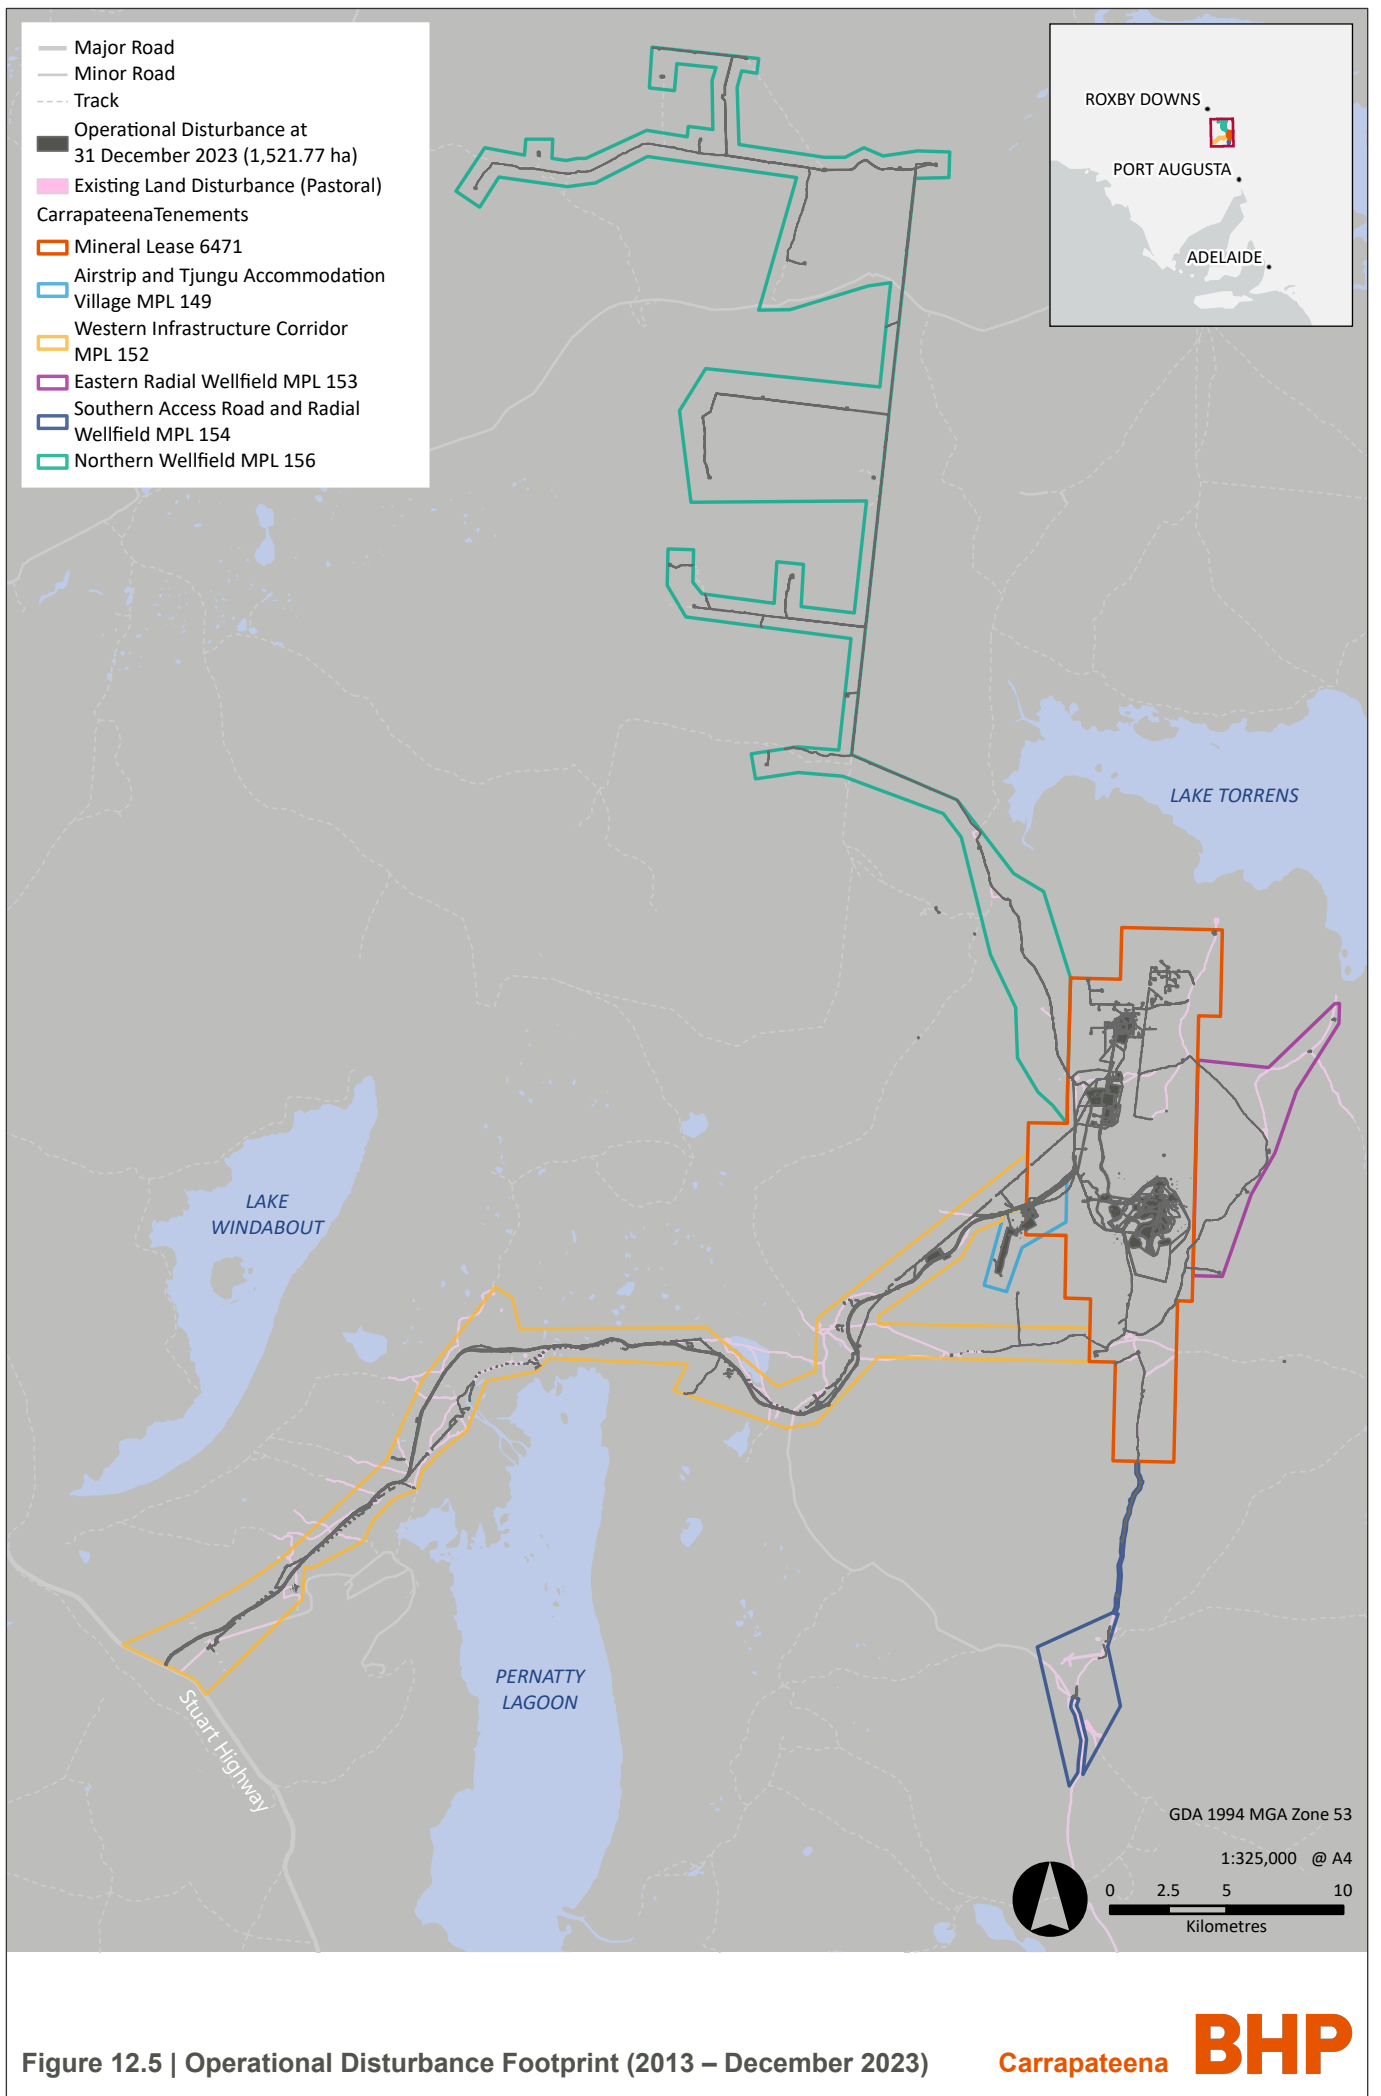 Major Road
Minor Road
Track
Operational Disturbance at
31 December 2023 (1,521.77 ha)
Existing Land Disturbance (Pastoral)
CarrapateenaTenements
Mineral Lease 6471
Airstrip and Tjungu Accommodation
Village MPL 149
Western Infrastructure Corridor
MPL 152
Eastern Radial Wellfield MPL 153
Southern Access Road and Radial
Wellfield MPL 154
Northern Wellfield MPL 156
ROXBY DOWNS
PORT AUGUSTA
ADELAIDE
LAKE TORRENS
LAKE
WINDABOUT
PERNATTY
LAGOON
Stuart Highway
GDA 1994 MGA Zone 53
1:325,000 @ A4
0 2.5 5 10
Kilometres
Figure 12.5 | Operational Disturbance Footprint (2013 – December 2023)
Carrapateena
BHP